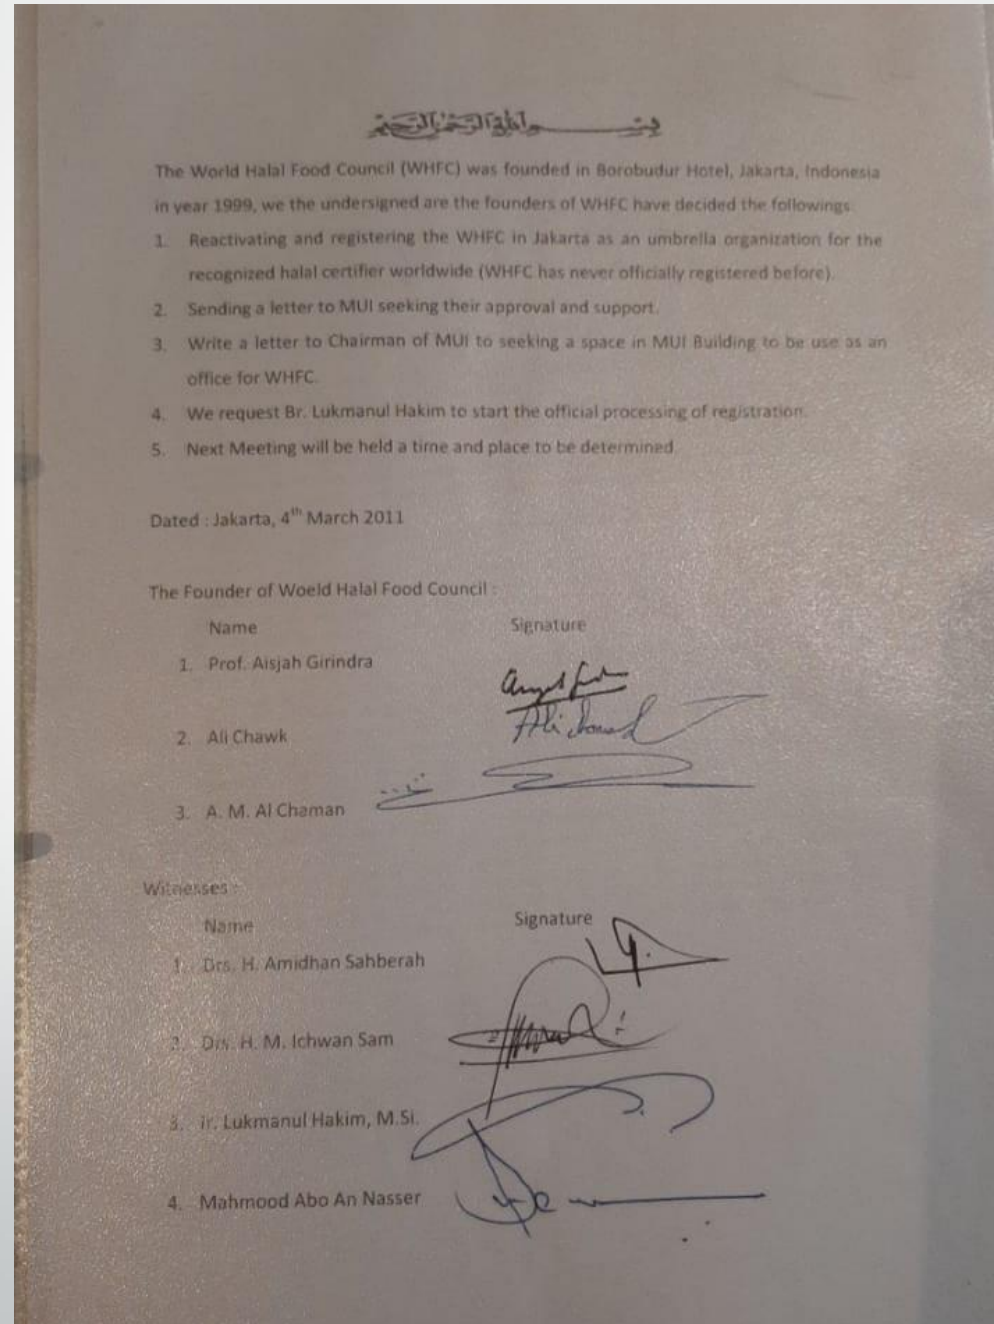 بسم الله الرحمن الرحيم
The World Halal Food Council (WHFC) was founded in Borobudur Hotel, Jakarta, Indonesia
in year 1999, we the undersigned are the founders of WHFC have decided the followings
1. Reactivating and registering the WHFC in Jakarta as an umbrella organization for the
recognized halal certifier worldwide (WHFC has never officially registered before).
2. Sending a letter to MUI seeking their approval and support.
3. Write a letter to Chairman of MUI to seeking a space in MUI Building to be use as an
office for WHFC.
4. We request Br. Lukmanul Hakim to start the official processing of registration.
5. Next Meeting will be held a time and place to be determined
Dated : Jakarta, 4th March 2011
The Founder of Woeld Halal Food Council :
Name Signature
1. Prof. Aisjah Girindra
2. Ali Chawk
3. A. M. Al Chaman
Witnesses :
Name Signature
1. Drs. H. Amidhan Sahberah
2. Drs. H. M. Ichwan Sam
3. Ir. Lukmanul Hakim, M.Si.
4. Mahmood Abo An Nasser